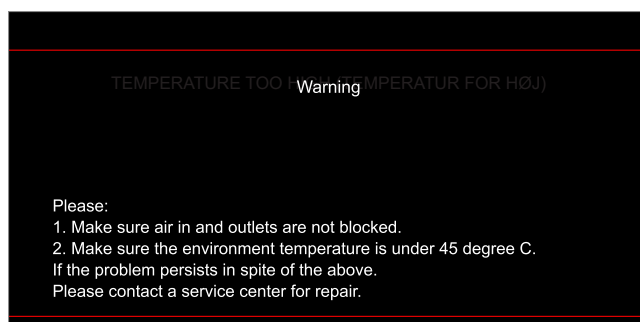 TEMPERATURE TOO HIGH (TEMPERATUR FOR HØJ)
Warning
Please:
1. Make sure air in and outlets are not blocked.
2. Make sure the environment temperature is under 45 degree C.
If the problem persists in spite of the above.
Please contact a service center for repair.